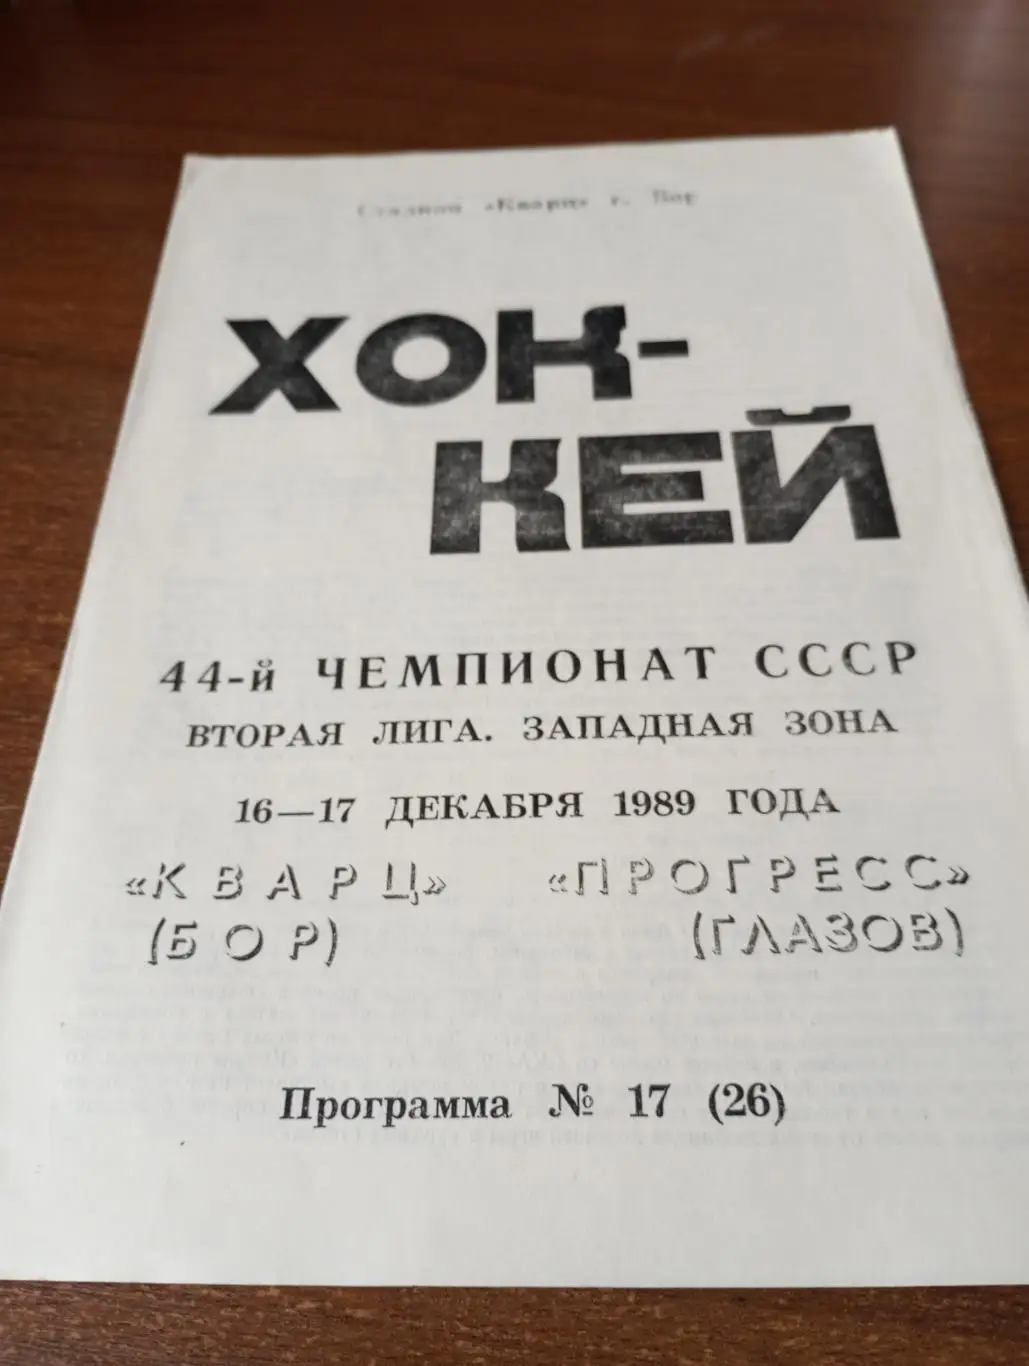 Стадион «Кварц» г. Бор
ХОК-
КЕЙ
44-й ЧЕМПИОНАТ СССР
ВТОРАЯ ЛИГА. ЗАПАДНАЯ ЗОНА
16—17 ДЕКАБРЯ 1989 ГОДА
«КВАРЦ» «ПРОГРЕСС»
(БОР) (ГЛАЗОВ)
Программа № 17 (26)